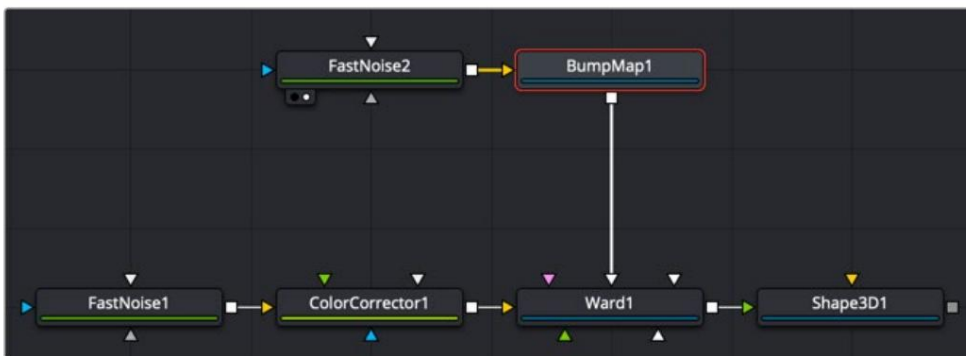 FastNoise2
BumpMap1
FastNoise1
ColorCorrector1
Ward1
Shape3D1